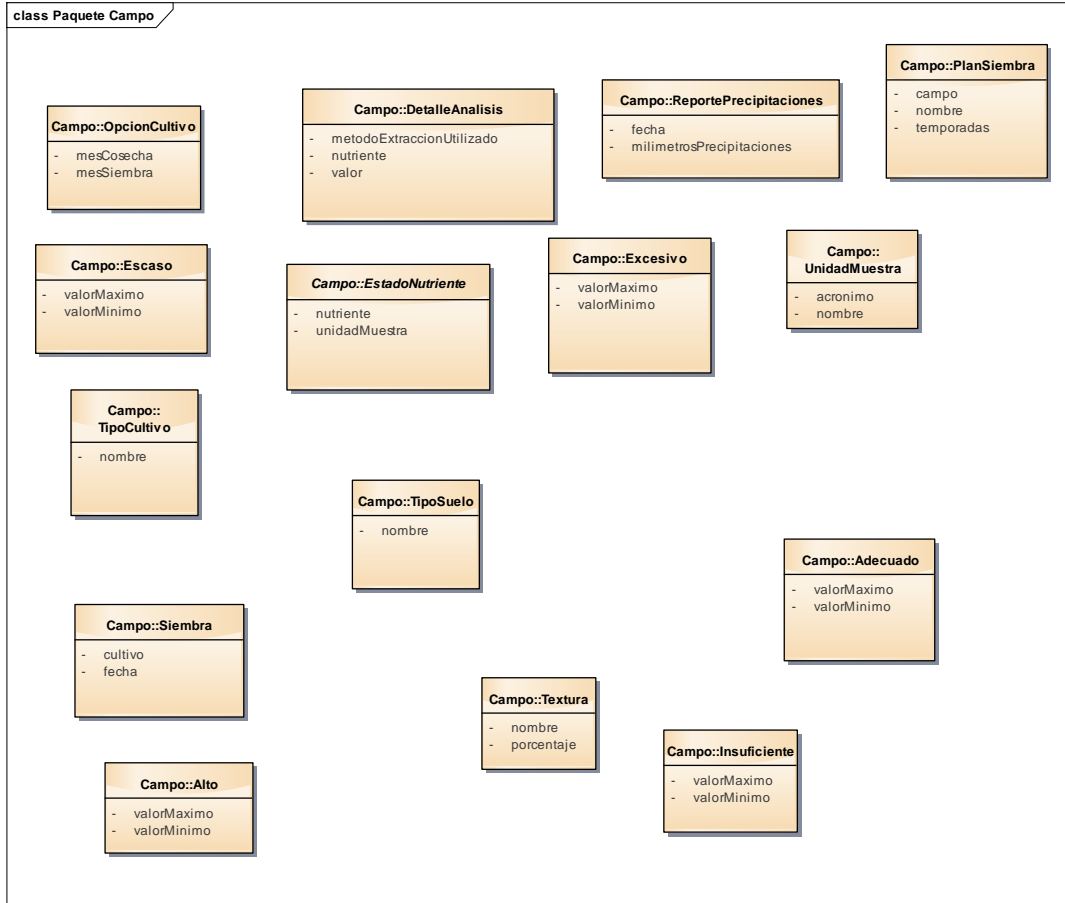 class Paquete Campo
Campo::PlanSiembra
- campo
- nombre
- temporadas
Campo::ReportePrecipitaciones
- fecha
- milimetrosPrecipitaciones
Campo::DetalleAnalisis
- metodoExtraccionUtilizado
- nutriente
- valor
Campo::OpcionCultivo
- mesCosecha
- mesSiembra
Campo::Escaso
- valorMaximo
- valorMinimo
Campo::EstadoNutriente
- nutriente
- unidadMuestra
Campo::Excesivo
- valorMaximo
- valorMinimo
Campo::
UnidadMuestra
- acronimo
- nombre
Campo::
TipoCultivo
- nombre
Campo::TipoSuelo
- nombre
Campo::Adecuado
- valorMaximo
- valorMinimo
Campo::Siembra
- cultivo
- fecha
Campo::Textura
- nombre
- porcentaje
Campo::Insuficiente
- valorMaximo
- valorMinimo
Campo::Alto
- valorMaximo
- valorMinimo